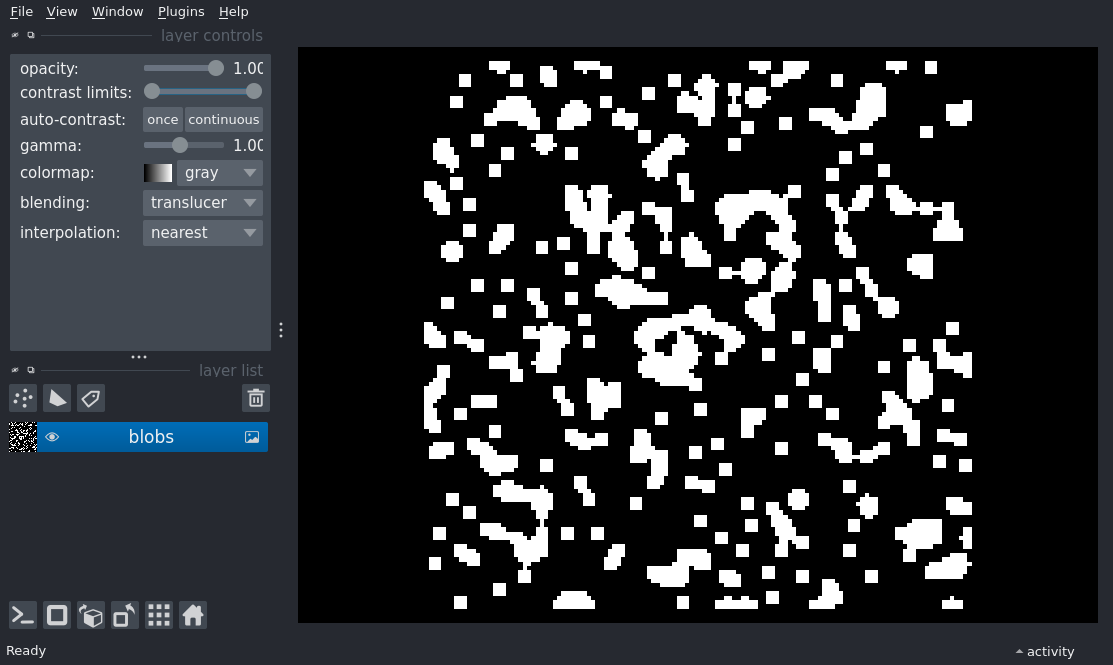 File View Window Plugins Help
layer controls
opacity: 1.00
contrast limits:
auto-contrast: once continuous
gamma: 1.00
colormap: gray
blending: translucer
interpolation: nearest
layer list
blobs
Ready
activity